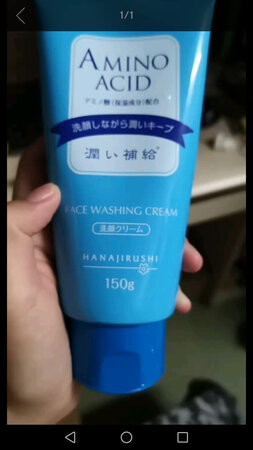 1/1
AMINO
ACID
アミノ酸(保湿成分)配合
洗顔しながら潤いキープ
潤い補給*
FACE WASHING CREAM
洗顔クリーム
HANAJIRUSHI
150g